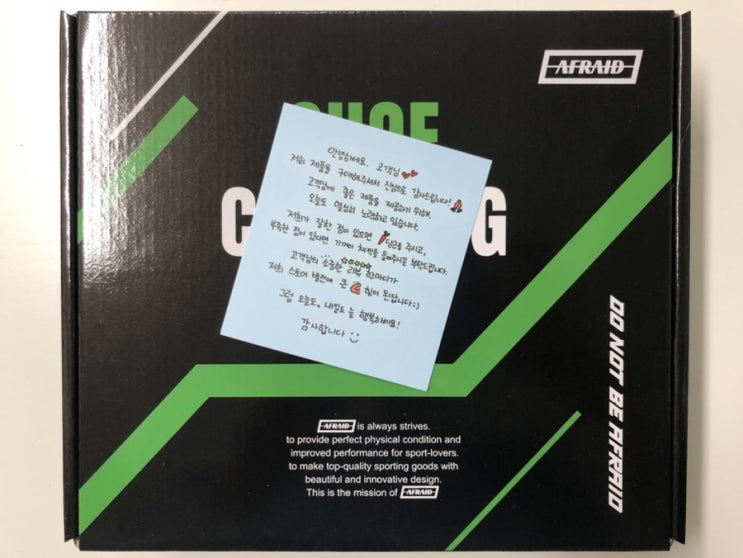 AFRAID
SHOE
C G
안녕하세요. 고객님
저희 제품을 구매해주셔서 진심으로 감사드립니다!
고객님께 좋은 제품을 제공하기 위해,
오늘도 열심히 노력하고 있습니다.
저희가 잘한 점이 있으면 당근을 주시고,
부족한 점이 있다면 기꺼이 채찍을 들어주시길 부탁드립니다.
고객님의 소중한 리뷰 한마디가
저희 스토어 발전에 큰 힘이 된답니다:)
그럼 오늘도, 내일도 늘 행복하세요!
감사합니다
DO NOT BE AFRAID
AFRAID is always strives.
to provide perfect physical condition and
improved performance for sport-lovers.
to make top-quality sporting goods with
beautiful and innovative design.
This is the mission of AFRAID